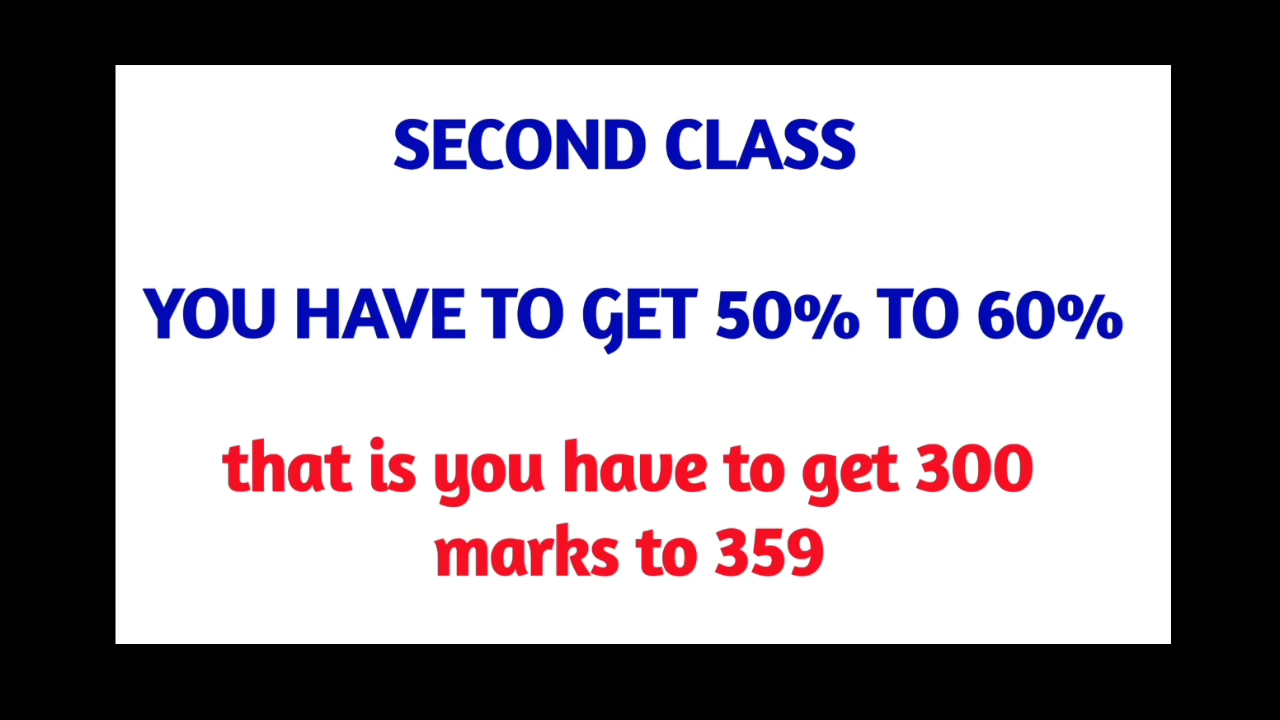 SECOND CLASS
YOU HAVE TO GET 50% TO 60%
that is you have to get 300
marks to 359